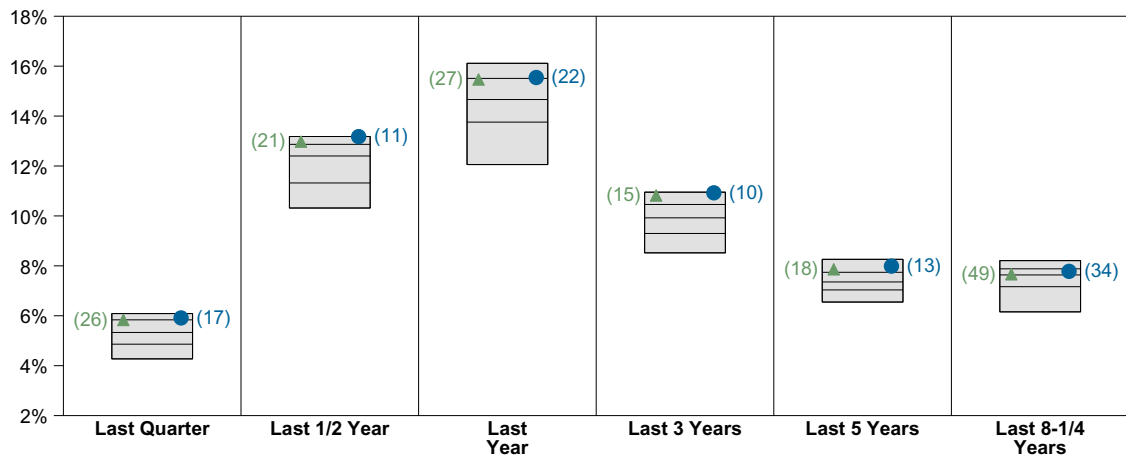 18%
16%
14%
12%
10%
8%
6%
4%
2%
(26)
(17)
(21)
(11)
(27)
(22)
(15)
(10)
(18)
(13)
(49)
(34)
Last Quarter
Last 1/2 Year
Last
Year
Last 3 Years
Last 5 Years
Last 8-1/4
Years